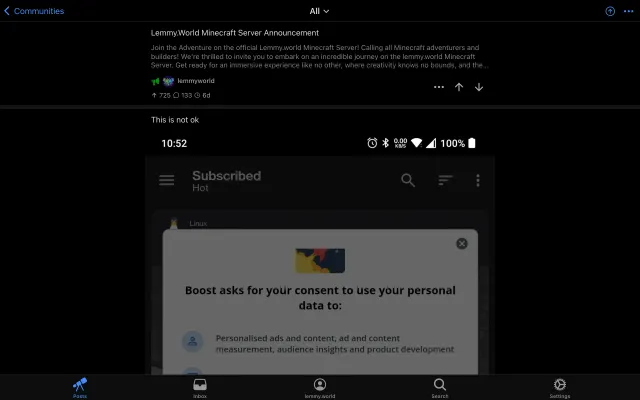 Communities
All
Lemmy.World Minecraft Server Announcement
Join the Adventure on the official Lemmy.world Minecraft Server! Calling all Minecraft adventurers and
builders! We're thrilled to invite you to embark on an incredible journey on the lemmy.world Minecraft
Server. Get ready for an immersive experience like no other, where creativity knows no bounds, and the...
lemmyworld
725 133 6d
This is not ok
10:52
0.00
KB/S
100%
Subscribed
Hot
Linux
Boost asks for your consent to use your personal
data to:
Personalised ads and content, ad and content
measurement, audience insights and product development
Posts
Inbox
lemmy.world
Search
Settings